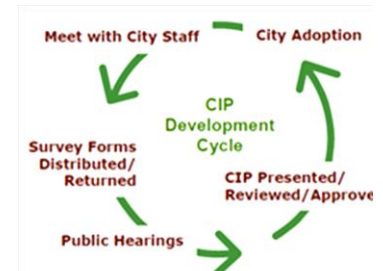 Meet with City Staff
City Adoption
CIP
Development
Cycle
Survey Forms
Distributed/
Returned
CIP Presented/
Reviewed/Approve
Public Hearings